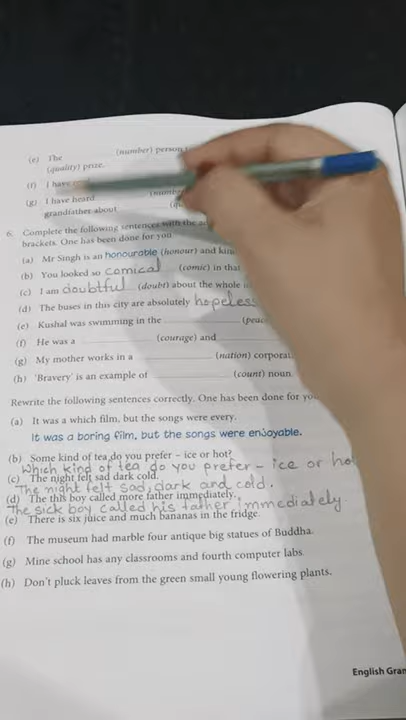 (e) The (number) person
(quality) prize.
(f) I have
(g) I have heard
grandfather about
6. Complete the following sentences with the
brackets. One has been done for you.
(a) Mr Singh is an honourable (honour) and kin
(b) You looked so comical (comic) in that
(c) I am doubtful (doubt) about the whole
(d) The buses in this city are absolutely hopeless
(e) Kushal was swimming in the
(f) He was a (courage) and
(g) My mother works in a (nation) corporat
(h) 'Bravery' is an example of (count) noun.
Rewrite the following sentences correctly. One has been done for you
(a) It was a which film, but the songs were every.
It was a boring film, but the songs were enjoyable.
(b) Some kind of tea do you prefer – ice or hot?
Which kind of tea do you prefer – ice or ho
(c) The night felt sad dark cold.
The night felt sad, dark and cold.
(d) The this boy called more father immediately.
The sick boy called his father immediately.
(e) There is six juice and much bananas in the fridge.
(f) The museum had marble four antique big statues of Buddha.
(g) Mine school has any classrooms and fourth computer labs.
(h) Don't pluck leaves from the green small young flowering plants.
English Gra